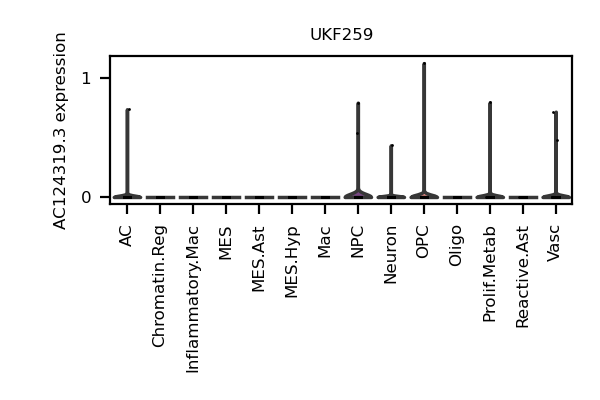 UKF259
AC124319.3 expression
1
0
AC
Chromatin.Reg
Inflammatory.Mac
MES
MES.Ast
MES.Hyp
Mac
NPC
Neuron
OPC
Oligo
Prolif.Metab
Reactive.Ast
Vasc